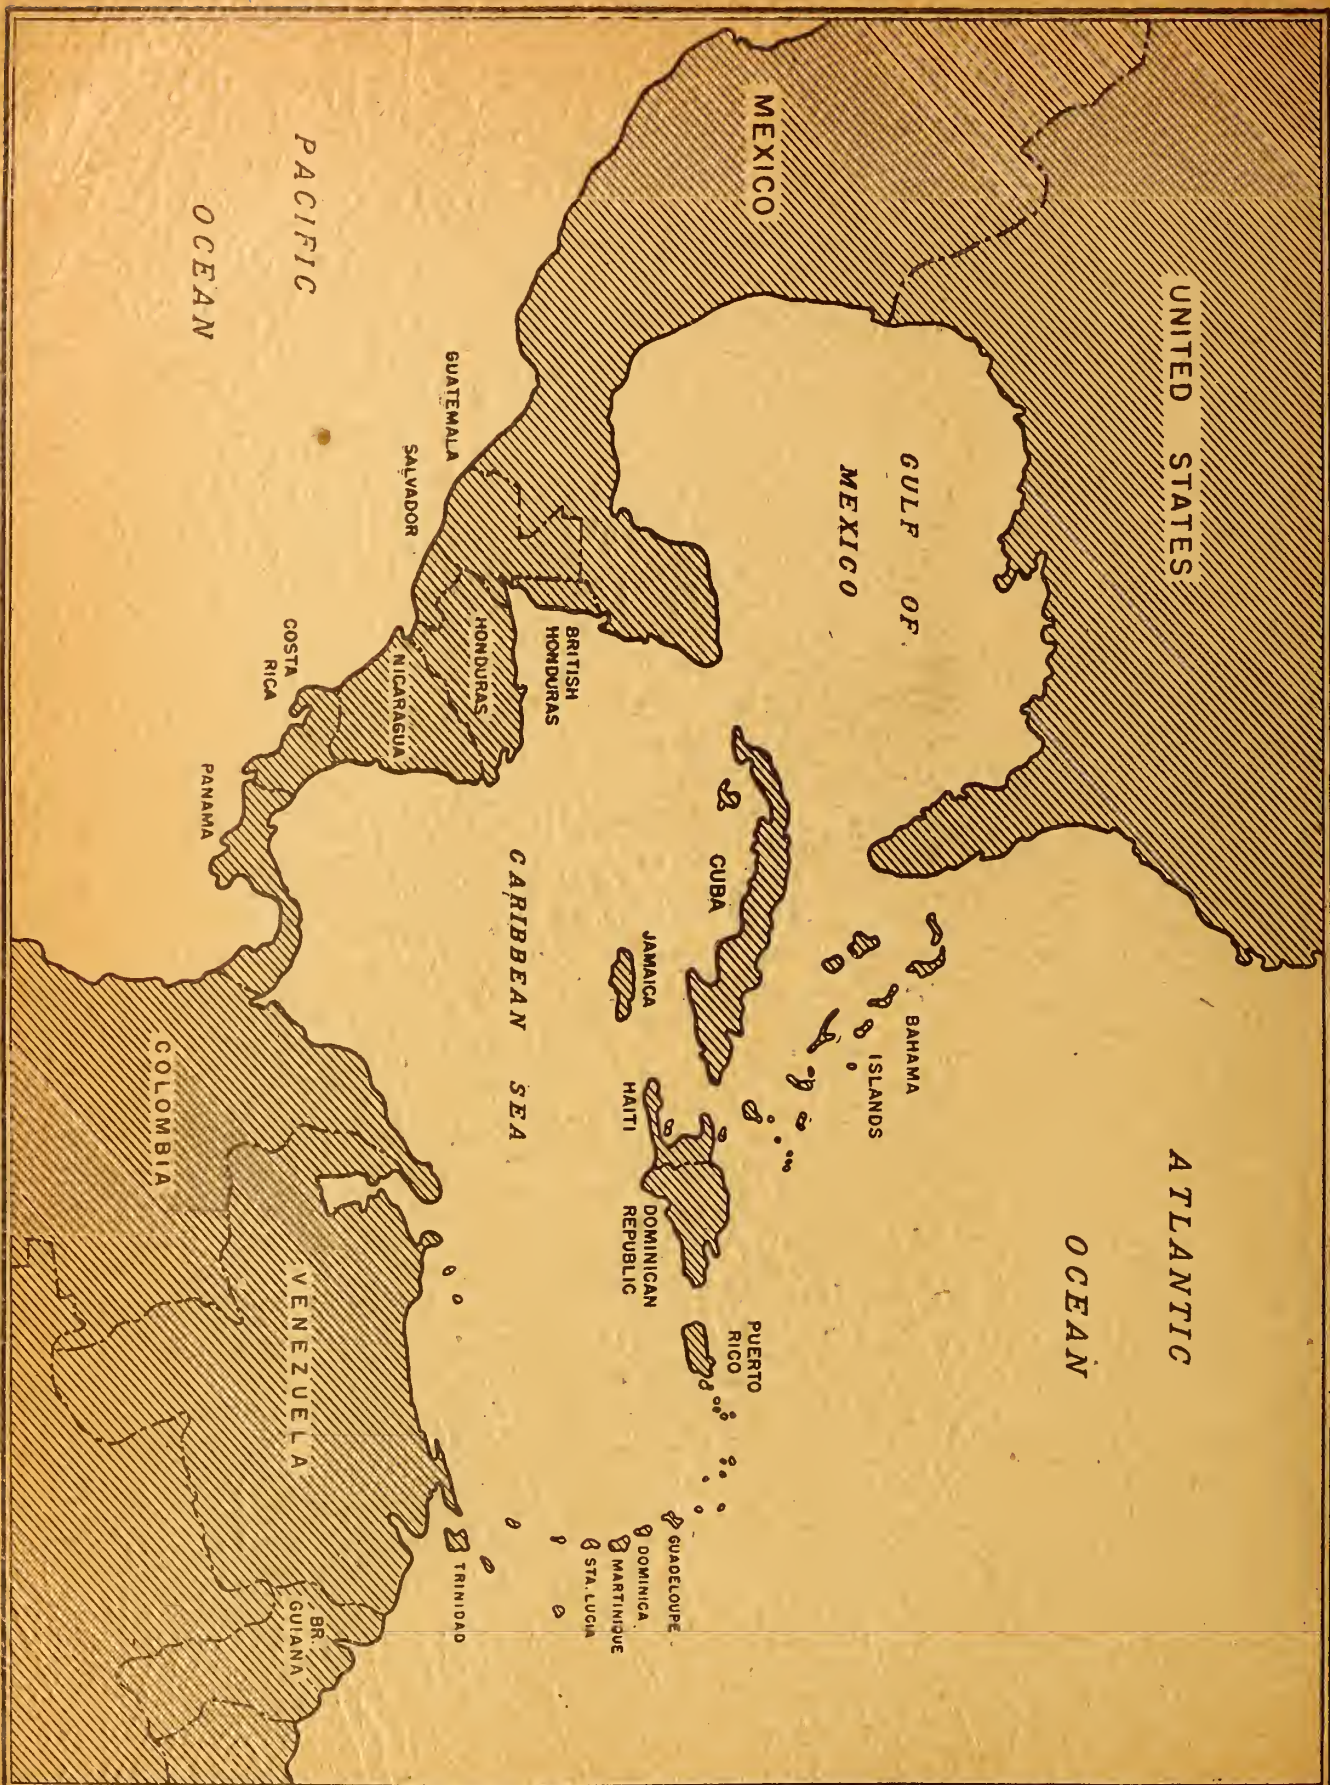 UNITED STATES
MEXICO
ATLANTIC
OCEAN
GULF OF
MEXICO
BAHAMA
ISLANDS
CUBA
PUERTO
RICO
JAMAICA
HAITI
DOMINICAN
REPUBLIC
GUADELOUPE
DOMINICA
MARTINIQUE
STA. LUCIA
BRITISH
HONDURAS
CARIBBEAN SEA
HONDURAS
GUATEMALA
SALVADOR
NICARAGUA
TRINIDAD
PACIFIC
OCEAN
COSTA
RICA
PANAMA
VENEZUELA
BR.
GUIANA
COLOMBIA